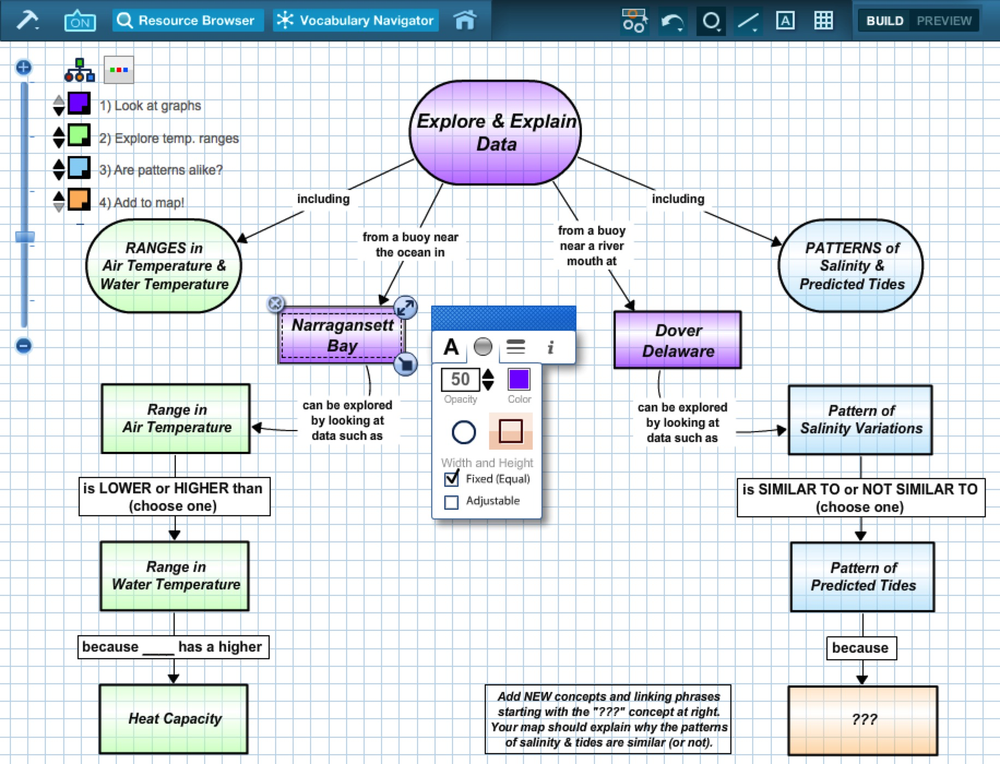 ON
Resource Browser
Vocabulary Navigator
A
BUILD
PREVIEW
1) Look at graphs
2) Explore temp. ranges
3) Are patterns alike?
4) Add to map!
Explore & Explain
Data
including
from a buoy near
the ocean in
from a buoy
near a river
mouth at
including
RANGES in
Air Temperature &
Water Temperature
PATTERNS of
Salinity &
Predicted Tides
Narragansett
Bay
A
i
50
Opacity
Color
Width and Height
Fixed (Equal)
Adjustable
Dover
Delaware
Range in
Air Temperature
can be explored
by looking at
data such as
can be explored
by looking at
data such as
Pattern of
Salinity Variations
is LOWER or HIGHER than
(choose one)
is SIMILAR TO or NOT SIMILAR TO
(choose one)
Range in
Water Temperature
Pattern of
Predicted Tides
because ____ has a higher
because
Heat Capacity
Add NEW concepts and linking phrases
starting with the "???" concept at right.
Your map should explain why the patterns
of salinity & tides are similar (or not).
???